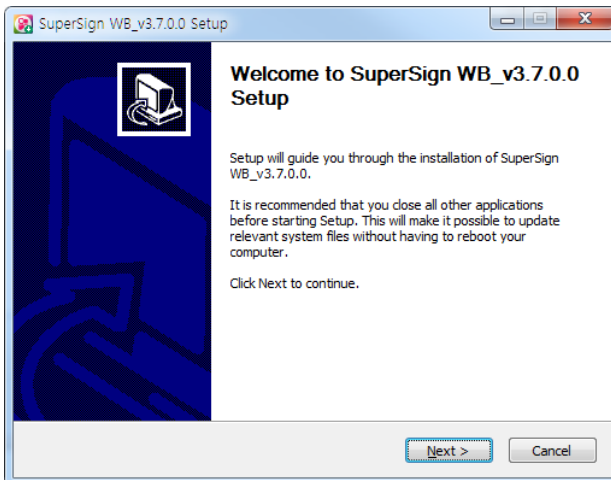 SuperSign WB_v3.7.0.0 Setup
Welcome to SuperSign WB_v3.7.0.0
Setup
Setup will guide you through the installation of SuperSign
WB_v3.7.0.0.
It is recommended that you close all other applications
before starting Setup. This will make it possible to update
relevant system files without having to reboot your
computer.
Click Next to continue.
Next >
Cancel